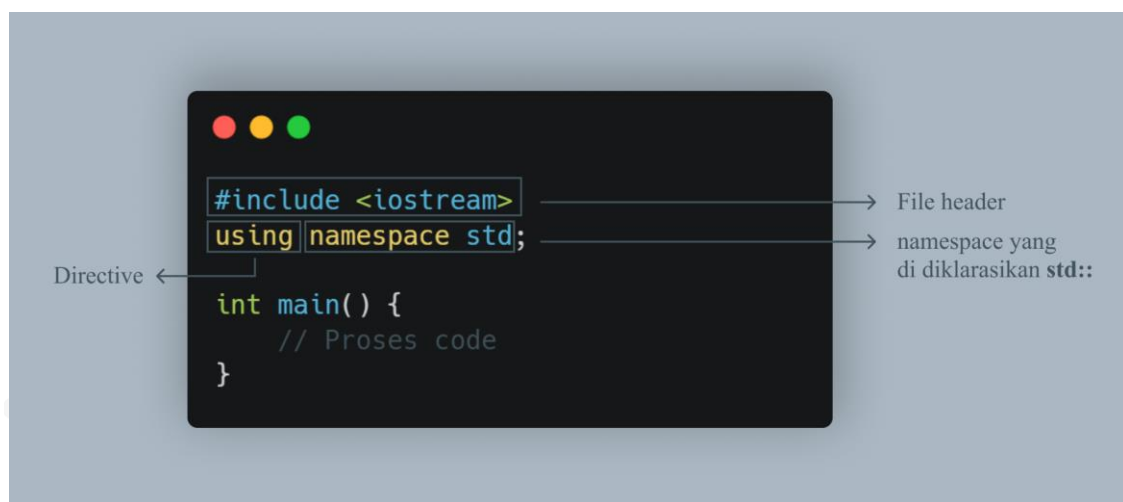 #include <iostream>
using namespace std;
int main() {
// Proses code
}
File header
namespace yang
di diklarasikan std::
Directive